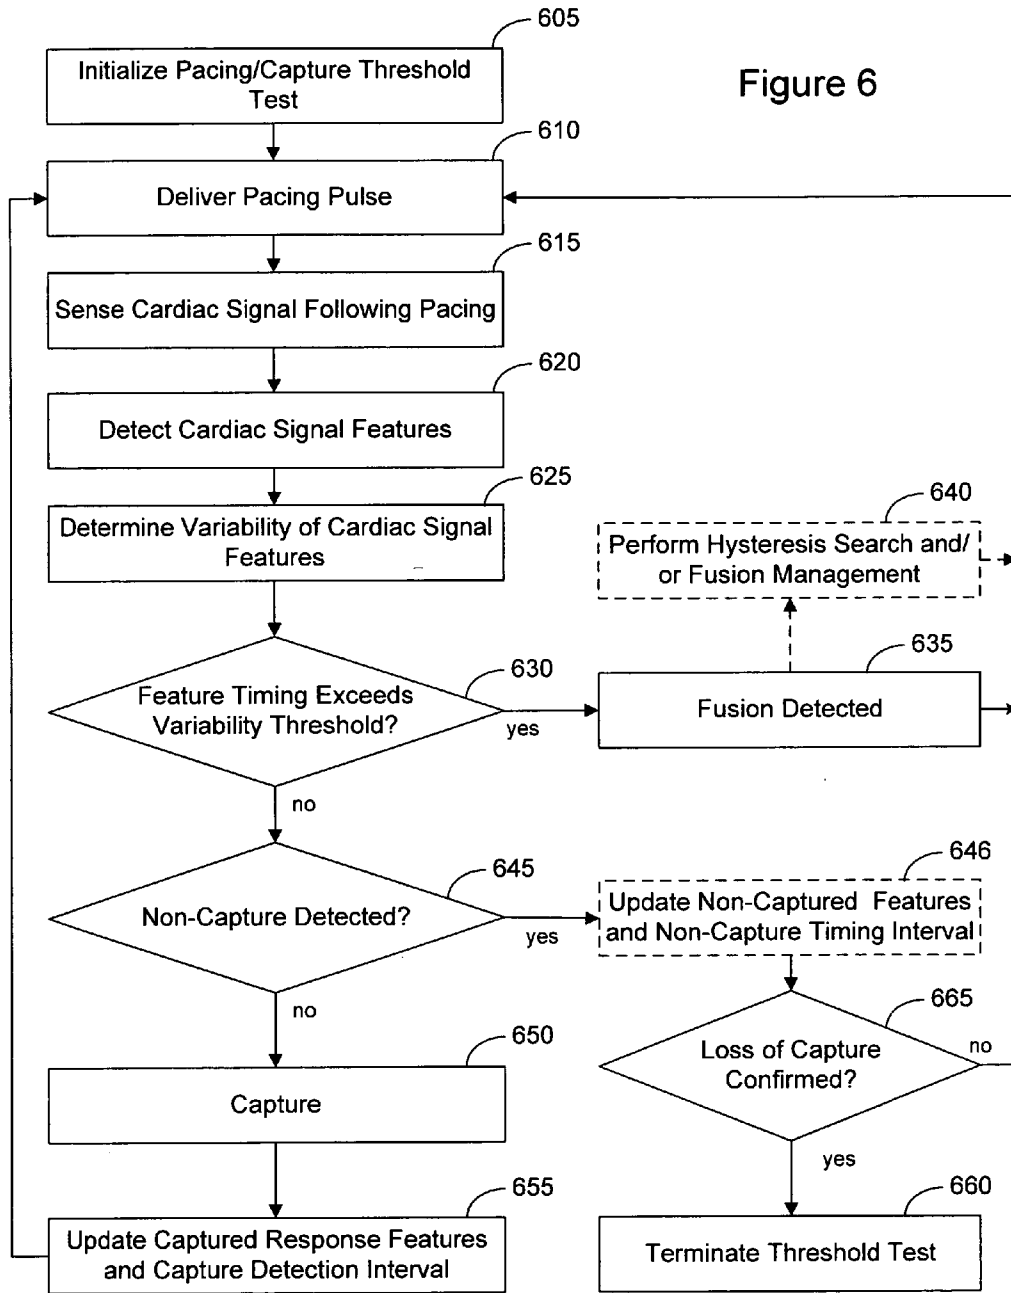 605
Initialize Pacing/Capture Threshold
Test
Figure 6
610
Deliver Pacing Pulse
615
Sense Cardiac Signal Following Pacing
620
Detect Cardiac Signal Features
625
Determine Variability of Cardiac Signal
Features
640
Perform Hysteresis Search and/
or Fusion Management
630
Feature Timing Exceeds
Variability Threshold?
yes
635
Fusion Detected
no
645
Non-Capture Detected?
yes
646
Update Non-Captured Features
and Non-Capture Timing Interval
no
665
Loss of Capture
Confirmed?
no
yes
650
Capture
655
Update Captured Response Features
and Capture Detection Interval
660
Terminate Threshold Test